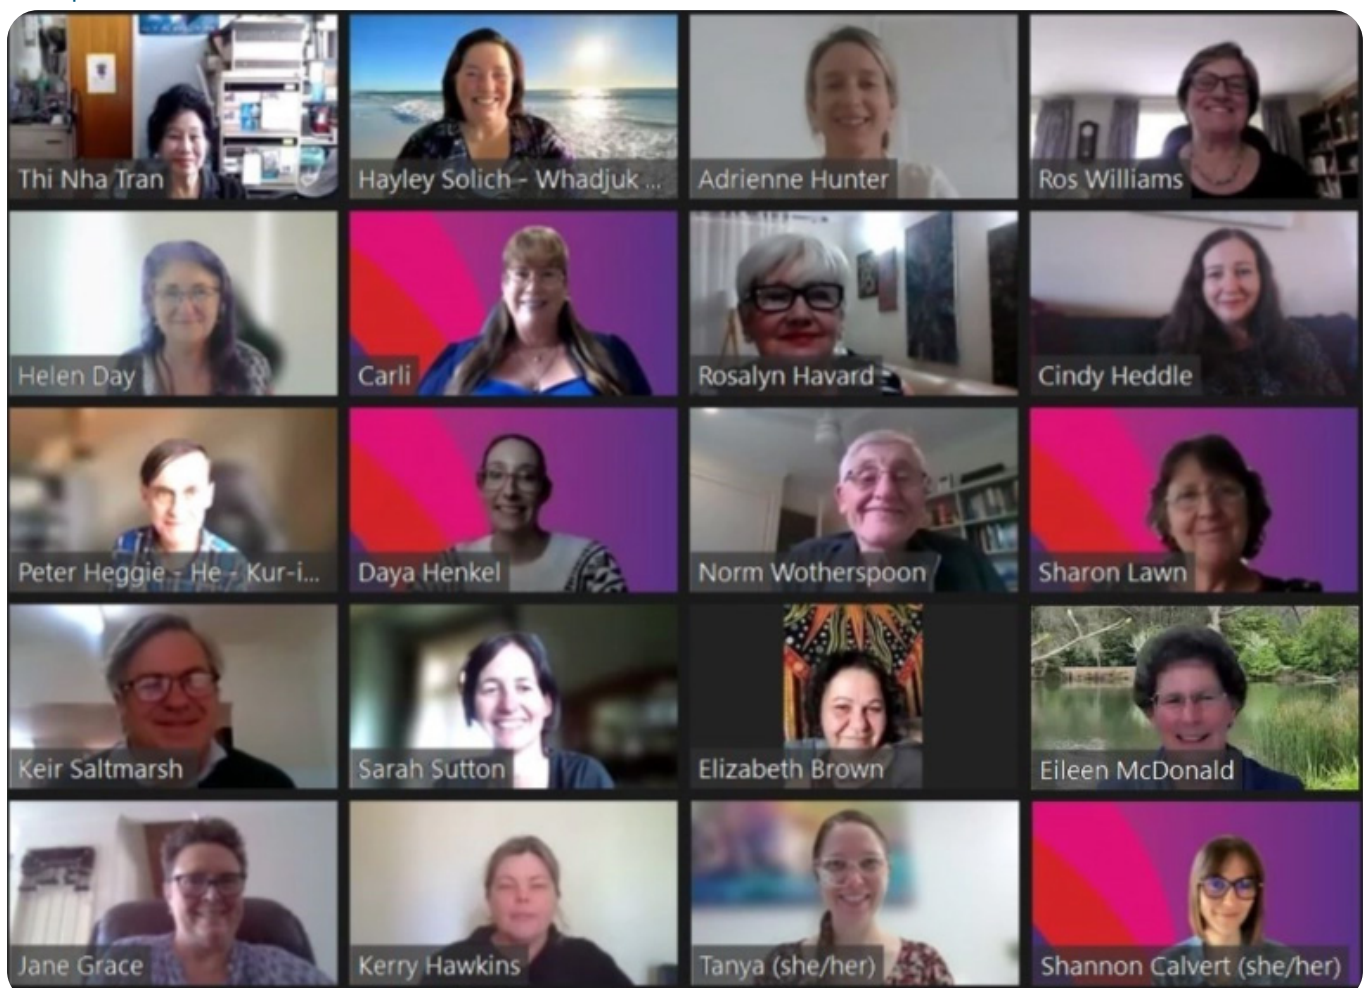 Thi Nha Tran
Hayley Solich - Whadjuk ...
Adrienne Hunter
Ros Williams
Helen Day
Carli
Rosalyn Havard
Cindy Heddle
Peter Heggie - He - Kur-i...
Daya Henkel
Norm Wotherspoon
Sharon Lawn
Keir Saltmarsh
Sarah Sutton
Elizabeth Brown
Eileen McDonald
Jane Grace
Kerry Hawkins
Tanya (she/her)
Shannon Calvert (she/her)